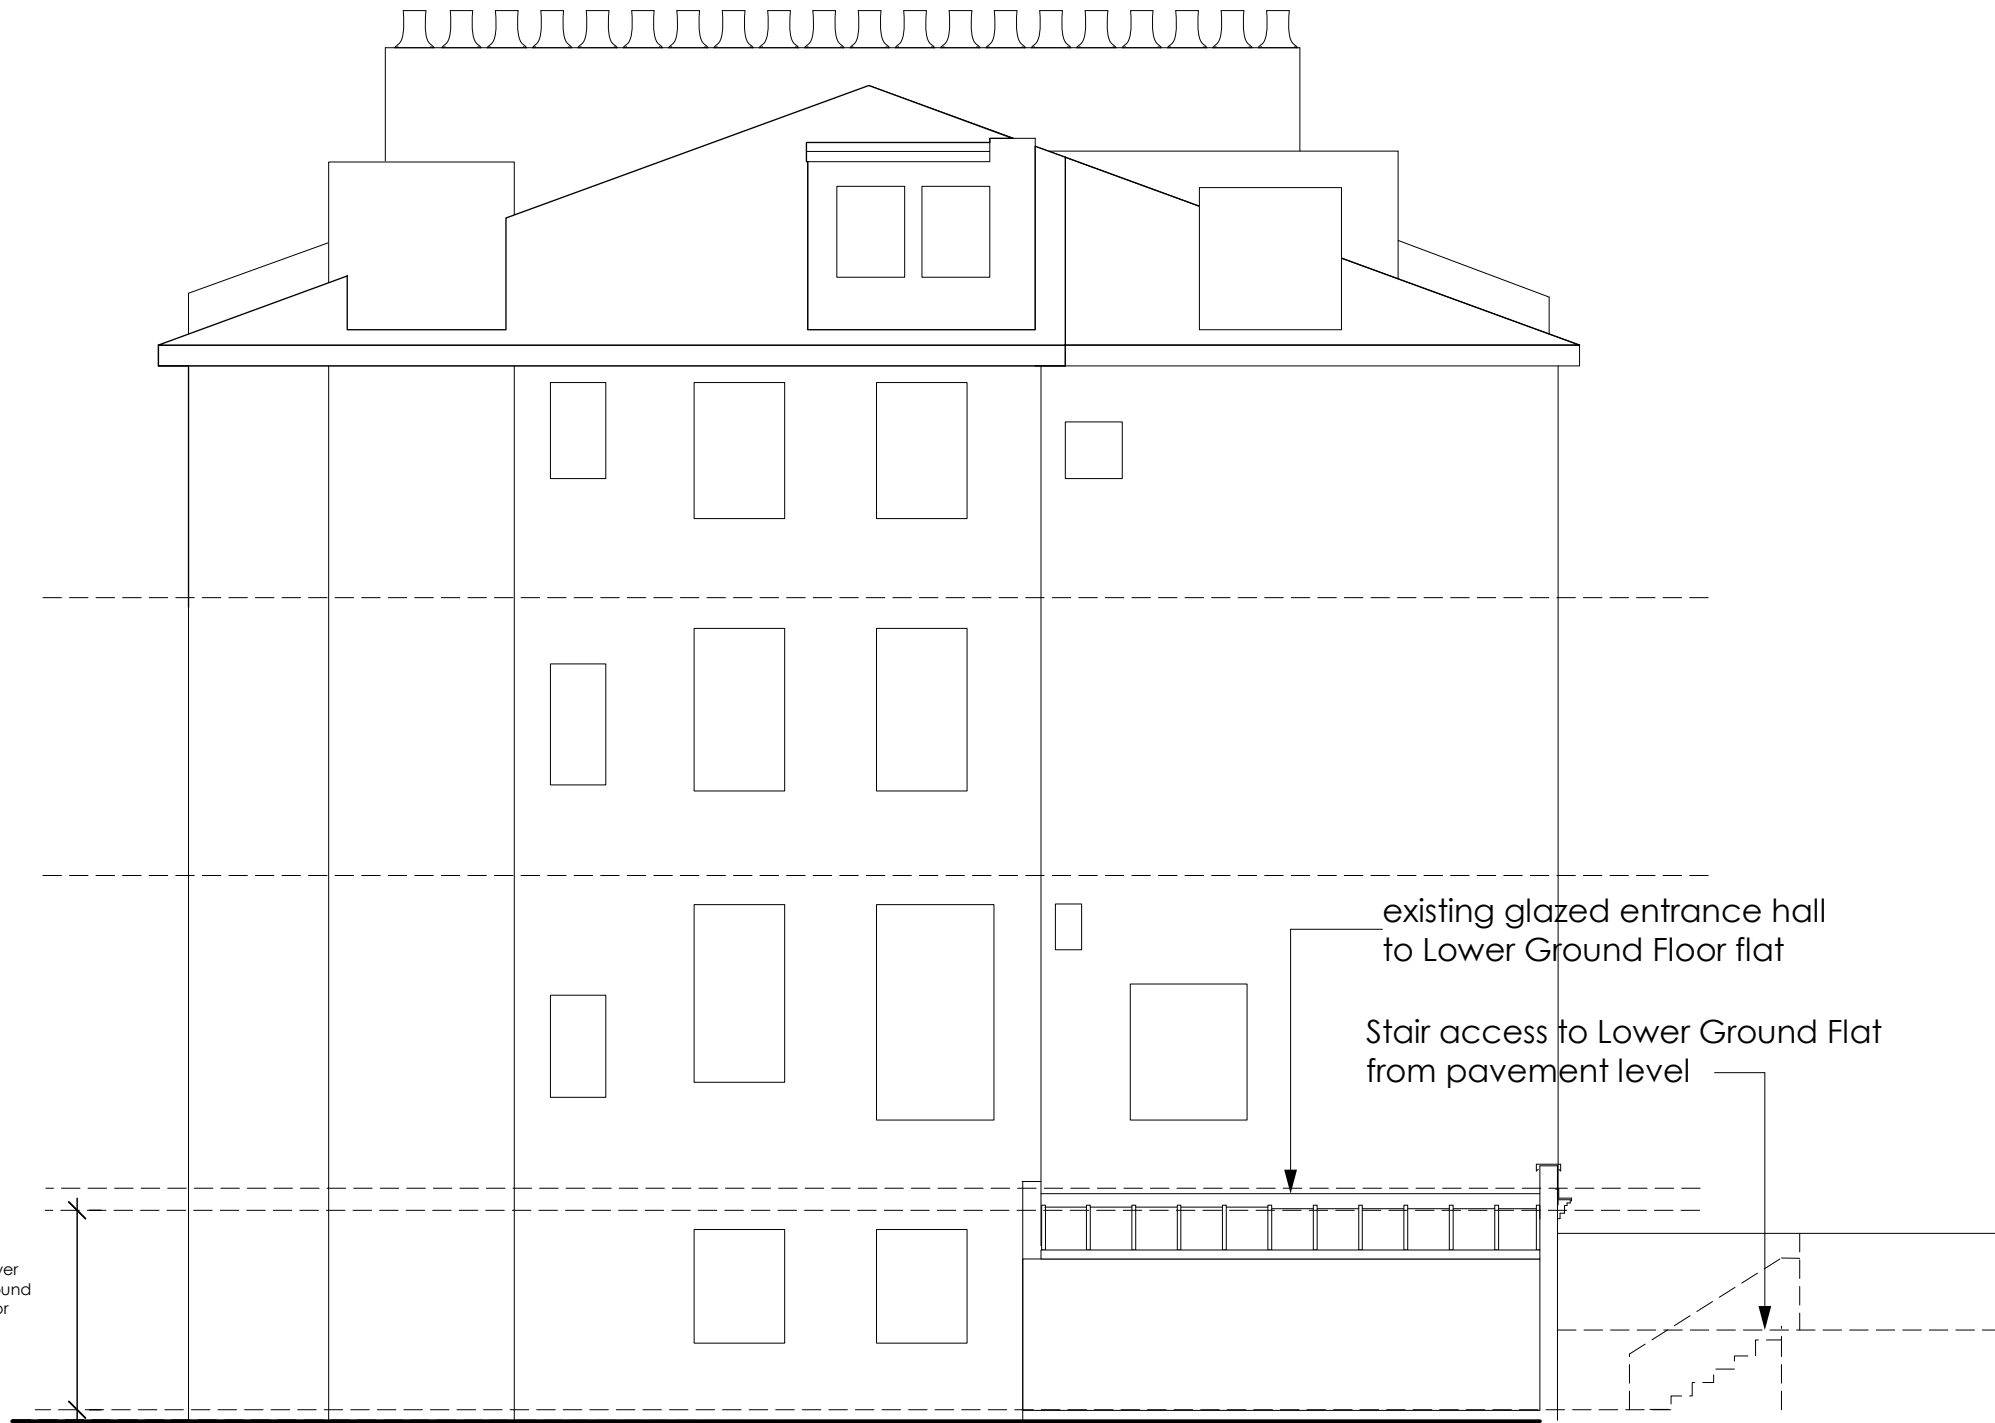 existing glazed entrance hall
to Lower Ground Floor flat
Stair access to Lower Ground Flat
from pavement level